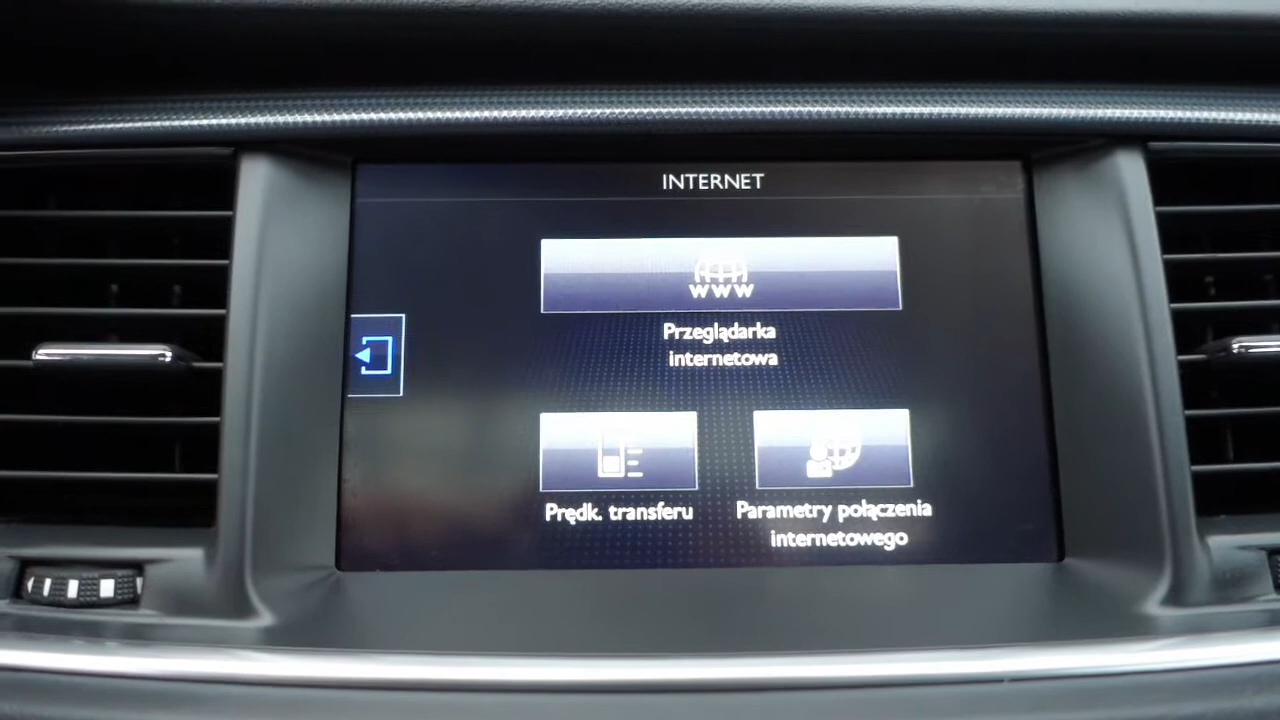 INTERNET
WWW
Przeglądarka
internetowa
Prędk. transferu
Parametry połączenia
internetowego